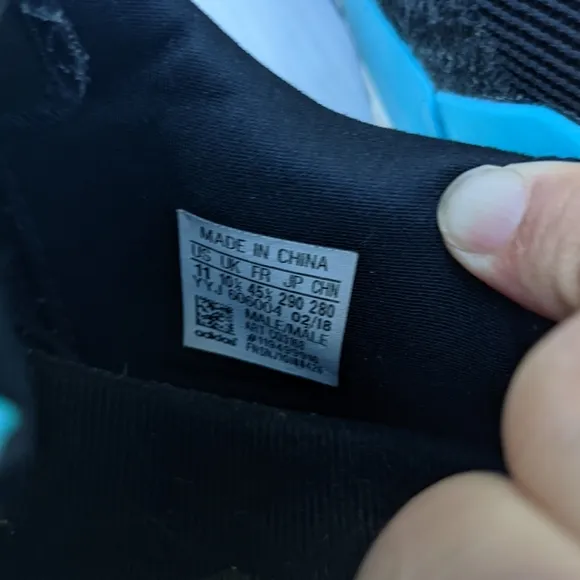 MADE IN CHINA
US UK FR JP CHN
11 10½ 45⅓ 290 280
YYJ 606004 02/18
MALE/MALE
ART
adidas